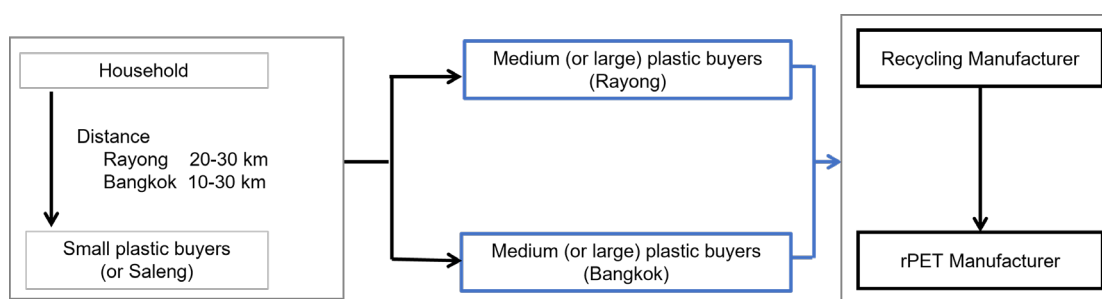 Household
Distance
Rayong 20-30 km
Bangkok 10-30 km
Small plastic buyers
(or Saleng)
Medium (or large) plastic buyers
(Rayong)
Medium (or large) plastic buyers
(Bangkok)
Recycling Manufacturer
rPET Manufacturer